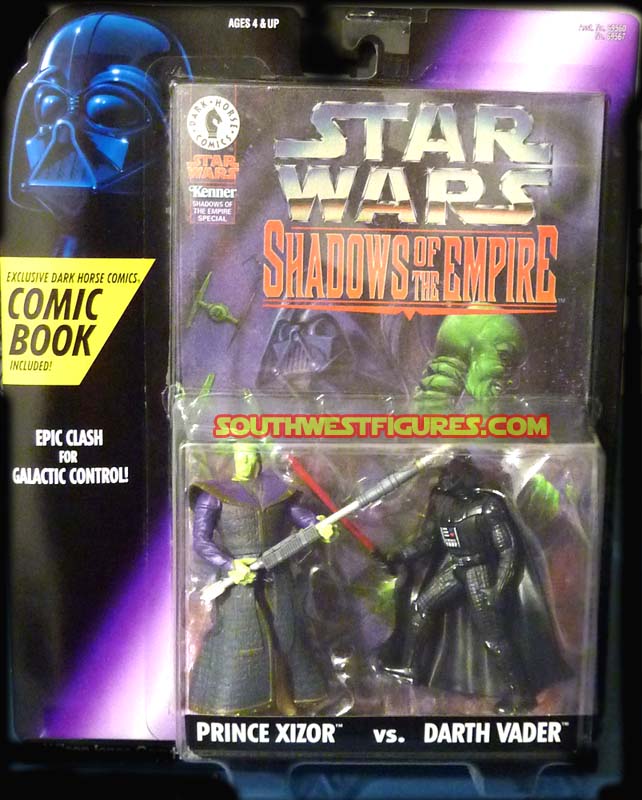 AGES 4 & UP
DARK HORSE COMICS
STAR
WARS
Kenner
SHADOWS OF
THE EMPIRE
SPECIAL
STAR
WARS
SHADOWS OF THE EMPIRE™
EXCLUSIVE DARK HORSE COMICS®
COMIC
BOOK
INCLUDED!
EPIC CLASH
FOR
GALACTIC CONTROL!
SOUTHWESTFIGURES.COM
PRINCE XIZOR™ vs. DARTH VADER™